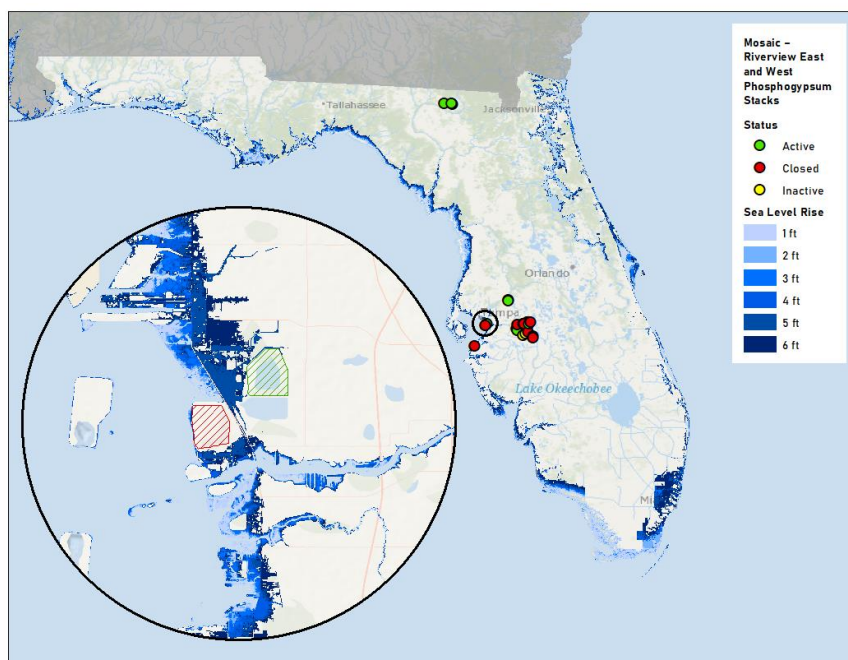 Mosaic –
Riverview East
and West
Phosphogypsum
Stacks
Status
Active
Closed
Inactive
Sea Level Rise
1 ft
2 ft
3 ft
4 ft
5 ft
6 ft
Tallahassee
Jacksonville
Orlando
Lake Okeechobee